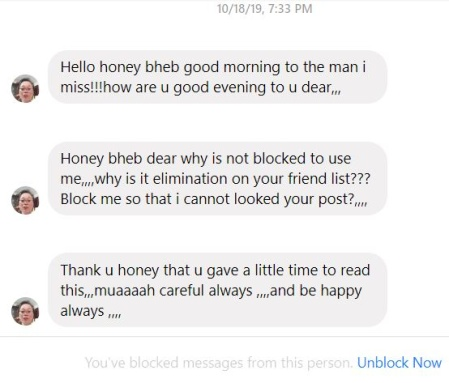 10/18/19, 7:33 PM
Hello honey bheb good morning to the man i
miss!!!how are u good evening to u dear,,,
Honey bheb dear why is not blocked to use
me,,,,why is it elimination on your friend list???
Block me so that i cannot looked your post?,,,,
Thank u honey that u gave a little time to read
this,,,muaaaah careful always ,,,,and be happy
always ,,,,
You've blocked messages from this person. Unblock Now